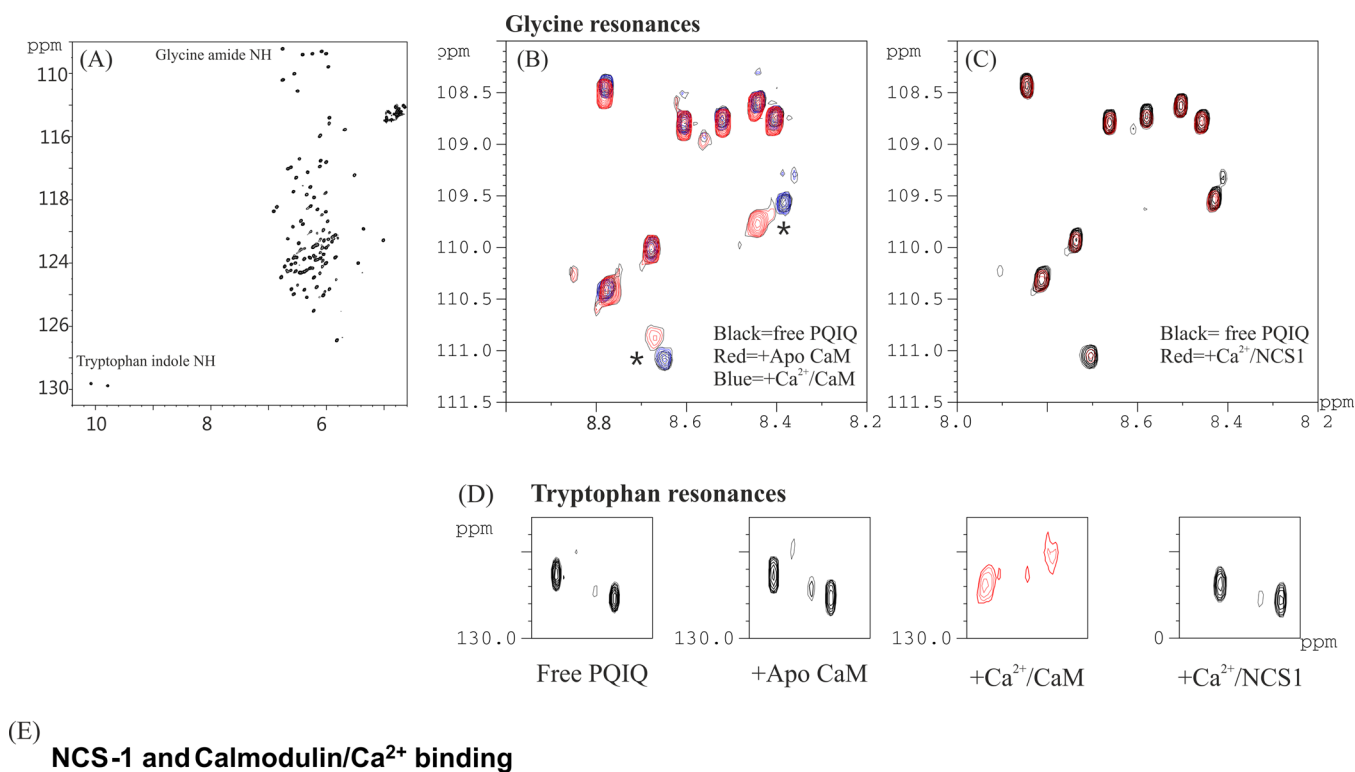 Glycine resonances
ppm
(A)
Glycine amide NH
110
116
118
124
126
130
Tryptophan indole NH
10
8
6
ppm
(B)
108.5
109.0
109.5
110.0
110.5
111.0
111.5
*
*
Black=free PQIQ
Red=+Apo CaM
Blue=+Ca²⁺/CaM
8.8
8.6
8.4
8.2
ppm
(C)
108.5
109.0
109.5
110.0
110.5
111.0
111.5
Black= free PQIQ
Red=+Ca²⁺/NCS1
ppm
8.0
8.6
8.4
8 2
(D)
Tryptophan resonances
ppm
130.0
130.0
130.0
0
ppm
Free PQIQ
+Apo CaM
+Ca²⁺/CaM
+Ca²⁺/NCS1
(E)
NCS-1 and Calmodulin/Ca²⁺ binding